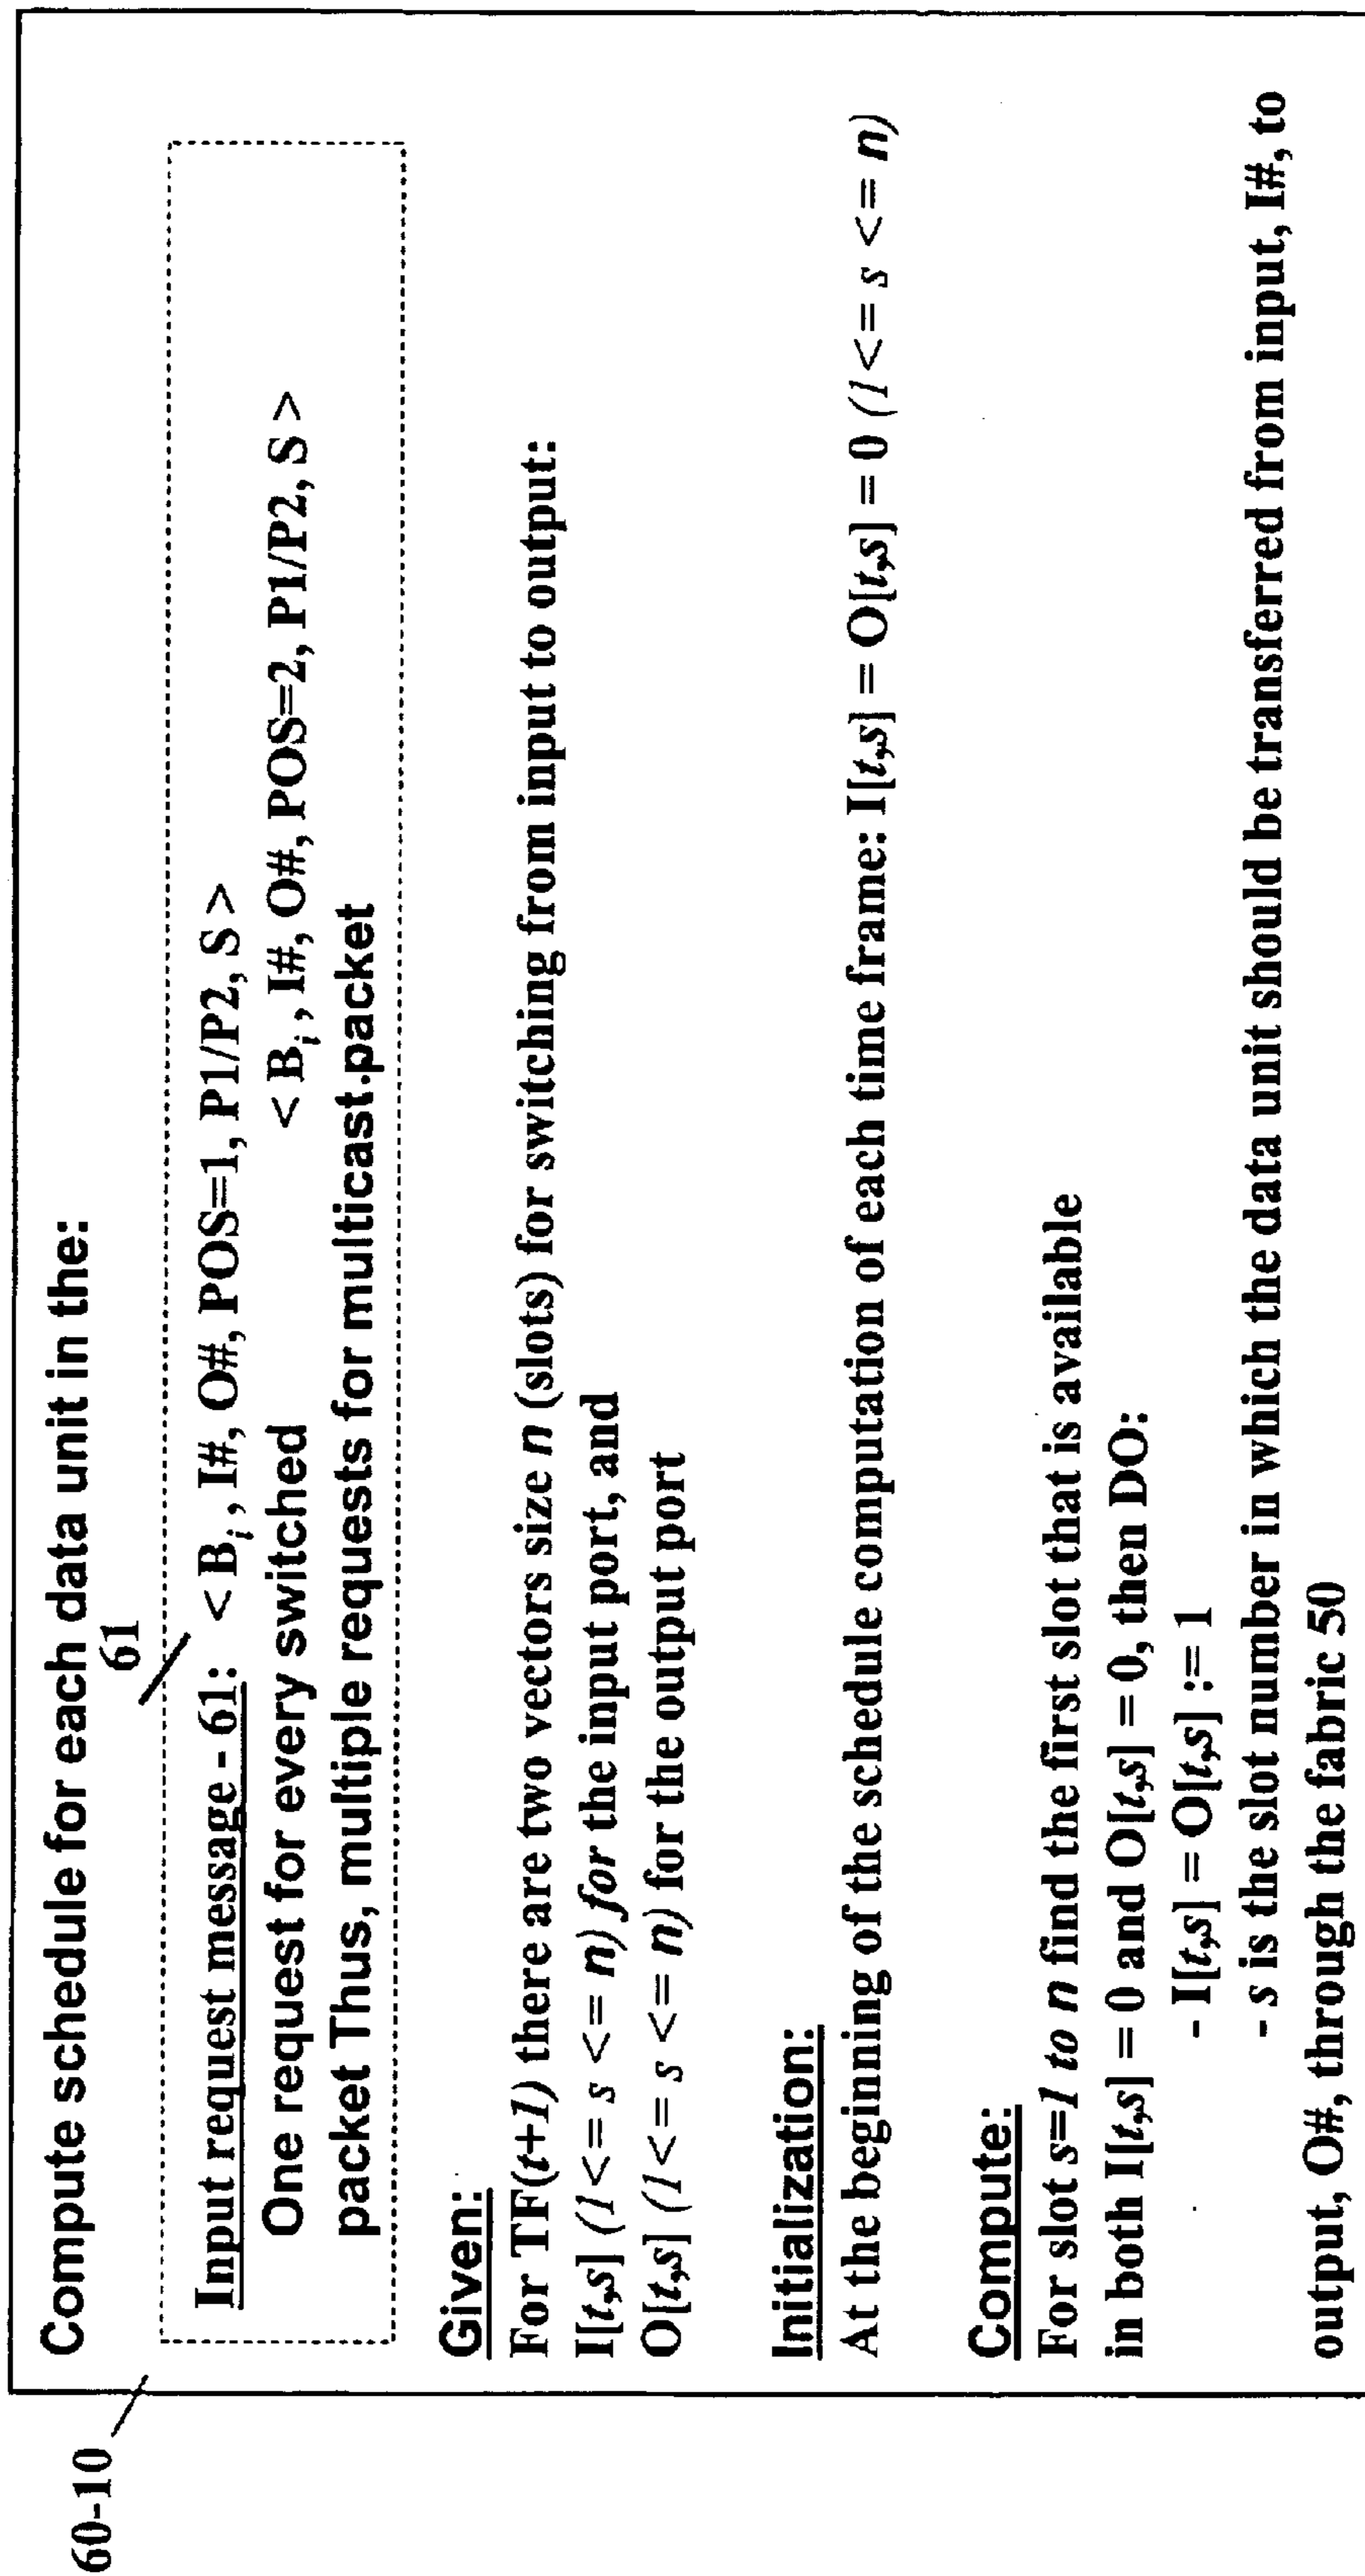 60-10
Compute schedule for each data unit in the:
61
Input request message - 61: < Bi, I#, O#, POS=1, P1/P2, S >
One request for every switched < Bi, I#, O#, POS=2, P1/P2, S >
packet Thus, multiple requests for multicast packet
Given:
For TF(t+1) there are two vectors size n (slots) for switching from input to output:
I[t,s] (1 <= s <= n) for the input port, and
O[t,s] (1 <= s <= n) for the output port
Initialization:
At the beginning of the schedule computation of each time frame: I[t,s] = O[t,s] = 0 (1 <= s <= n)
Compute:
For slot s=1 to n find the first slot that is available
in both I[t,s] = 0 and O[t,s] = 0, then DO:
- I[t,s] = O[t,s] := 1
- s is the slot number in which the data unit should be transferred from input, I#, to
output, O#, through the fabric 50